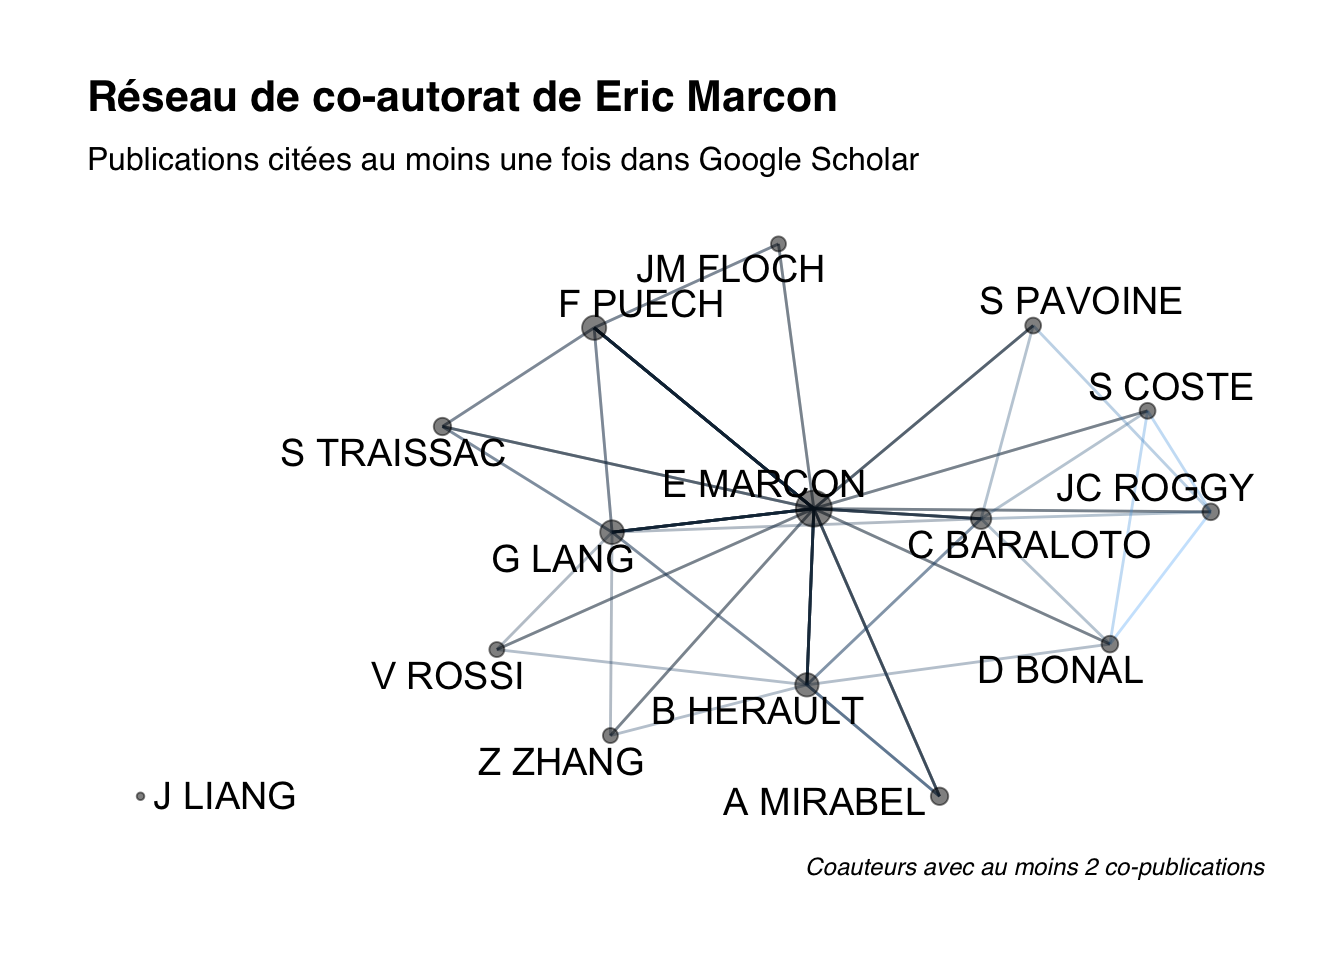 Réseau de co-autorat de Eric Marcon
Publications citées au moins une fois dans Google Scholar
JM FLOCH
F PUECH
S PAVOINE
S COSTE
S TRAISSAC
E MARCON
JC ROGGY
G LANG
C BARALOTO
V ROSSI
D BONAL
B HERAULT
Z ZHANG
J LIANG
A MIRABEL
Coauteurs avec au moins 2 co-publications